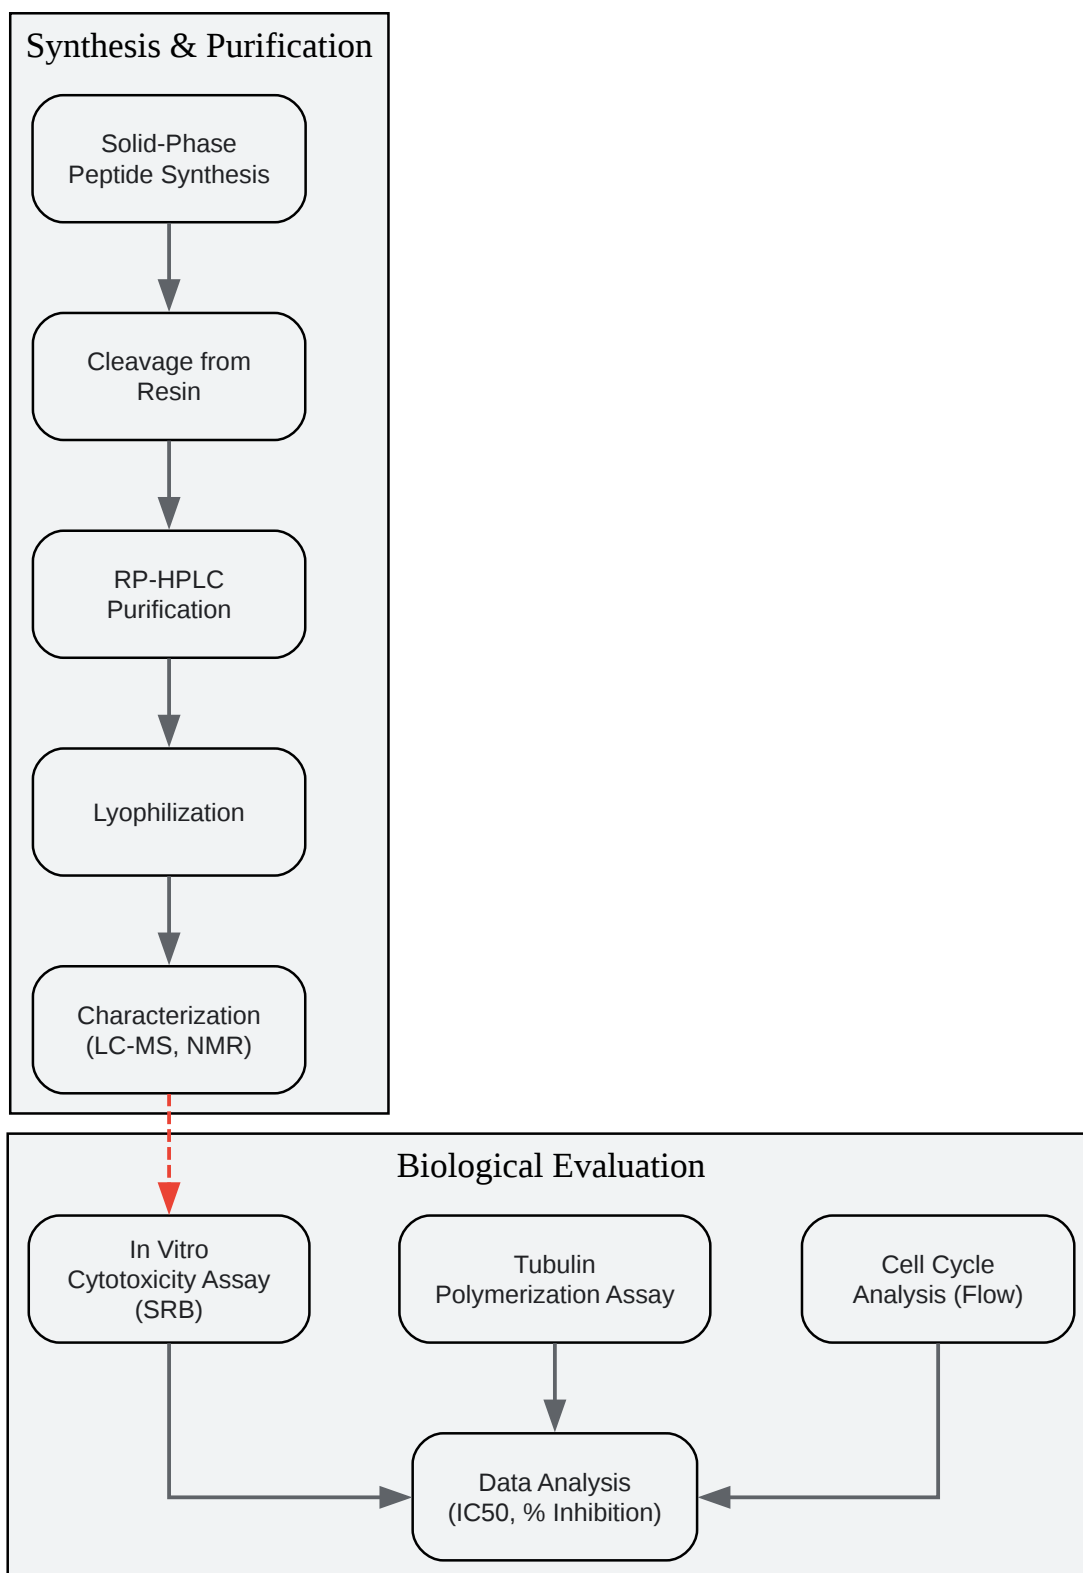 Synthesis & Purification
Solid-Phase
Peptide Synthesis
Cleavage from
Resin
RP-HPLC
Purification
Lyophilization
Characterization
(LC-MS, NMR)
Biological Evaluation
In Vitro
Cytotoxicity Assay
(SRB)
Tubulin
Polymerization Assay
Cell Cycle
Analysis (Flow)
Data Analysis
(IC50, % Inhibition)